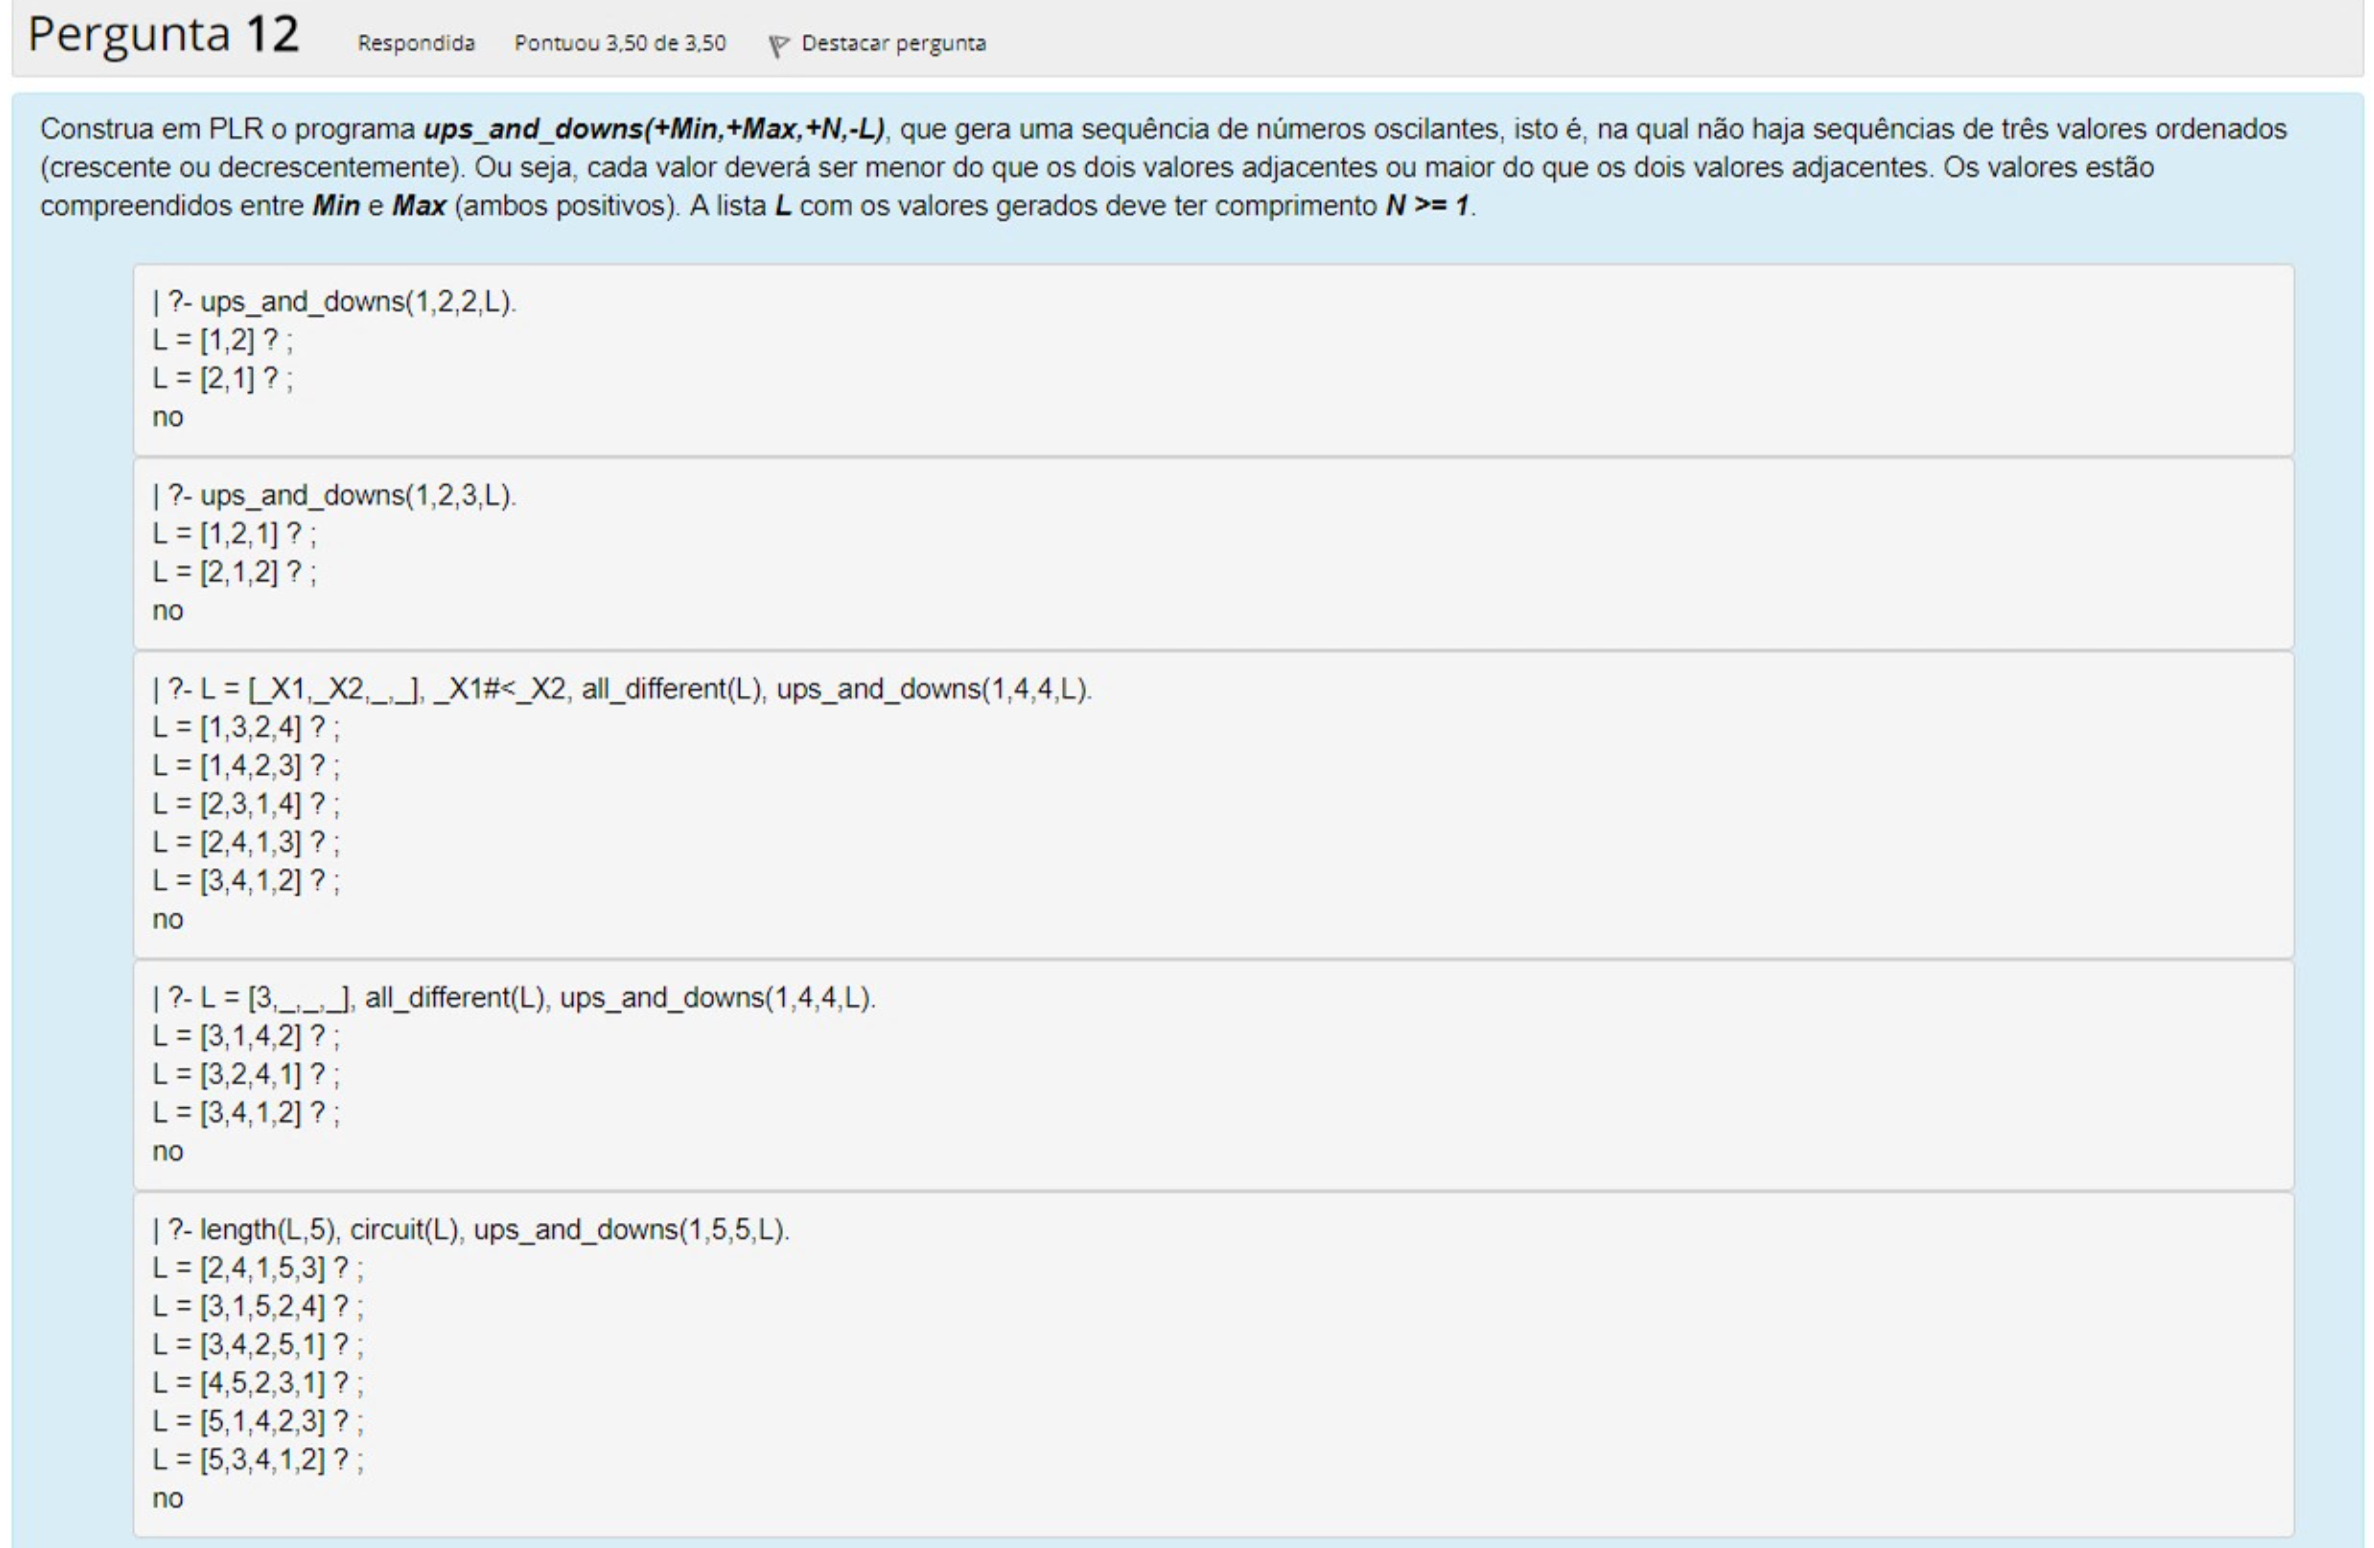 Pergunta 12 Respondida Pontuou 3,50 de 3,50 Destacar pergunta
Construa em PLR o programa ups_and_downs(+Min,+Max,+N,-L), que gera uma sequência de números oscilantes, isto é, na qual não haja sequências de três valores ordenados
(crescente ou decrescentemente). Ou seja, cada valor deverá ser menor do que os dois valores adjacentes ou maior do que os dois valores adjacentes. Os valores estão
compreendidos entre Min e Max (ambos positivos). A lista L com os valores gerados deve ter comprimento N >= 1.
| ?- ups_and_downs(1,2,2,L).
L = [1,2] ? ;
L = [2,1] ? ;
no
| ?- ups_and_downs(1,2,3,L).
L = [1,2,1] ? ;
L = [2,1,2] ? ;
no
| ?- L = [_X1,_X2,_,_], _X1#<_X2, all_different(L), ups_and_downs(1,4,4,L).
L = [1,3,2,4] ? ;
L = [1,4,2,3] ? ;
L = [2,3,1,4] ? ;
L = [2,4,1,3] ? ;
L = [3,4,1,2] ? ;
no
| ?- L = [3,_,_,_], all_different(L), ups_and_downs(1,4,4,L).
L = [3,1,4,2] ? ;
L = [3,2,4,1] ? ;
L = [3,4,1,2] ? ;
no
| ?- length(L,5), circuit(L), ups_and_downs(1,5,5,L).
L = [2,4,1,5,3] ? ;
L = [3,1,5,2,4] ? ;
L = [3,4,2,5,1] ? ;
L = [4,5,2,3,1] ? ;
L = [5,1,4,2,3] ? ;
L = [5,3,4,1,2] ? ;
no